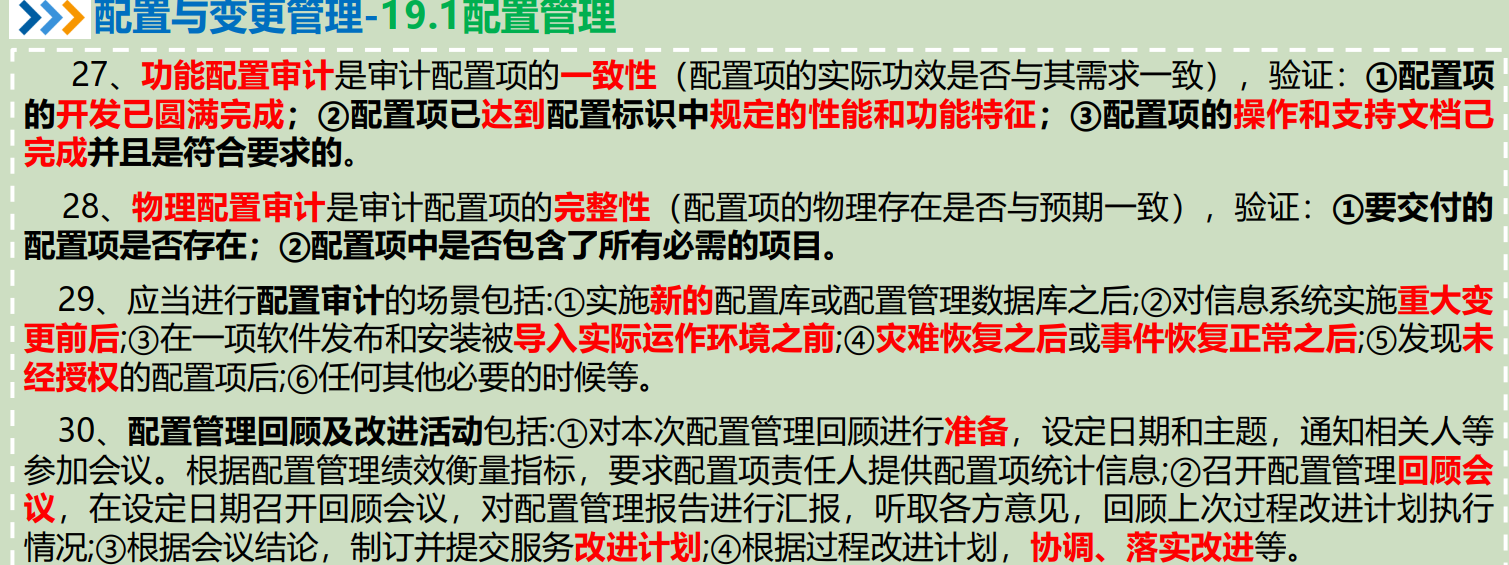 配置与变更管理-19.1配置管理
27、功能配置审计是审计配置项的一致性（配置项的实际功效是否与其需求一致），验证：①配置项
的开发已圆满完成；②配置项已达到配置标识中规定的性能和功能特征；③配置项的操作和支持文档已
完成并且是符合要求的。
28、物理配置审计是审计配置项的完整性（配置项的物理存在是否与预期一致），验证：①要交付的
配置项是否存在；②配置项中是否包含了所有必需的项目。
29、应当进行配置审计的场景包括:①实施新的配置库或配置管理数据库之后;②对信息系统实施重大变
更前后;③在一项软件发布和安装被导入实际运作环境之前;④灾难恢复之后或事件恢复正常之后;⑤发现未
经授权的配置项后;⑥任何其他必要的时候等。
30、配置管理回顾及改进活动包括:①对本次配置管理回顾进行准备，设定日期和主题，通知相关人等
参加会议。根据配置管理绩效衡量指标，要求配置项责任人提供配置项统计信息;②召开配置管理回顾会
议，在设定日期召开回顾会议，对配置管理报告进行汇报，听取各方意见，回顾上次过程改进计划执行
情况;③根据会议结论，制订并提交服务改进计划;④根据过程改进计划，协调、落实改进等。